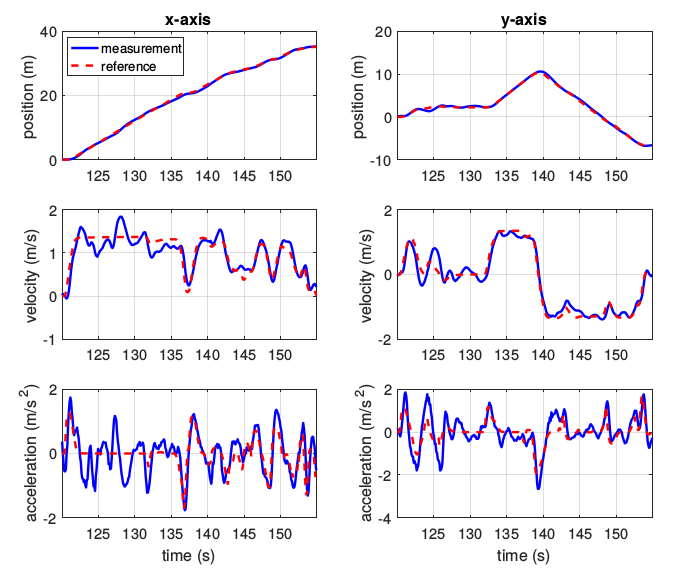 x-axis
y-axis
position (m)
40
20
0
measurement
reference
125 130 135 140 145 150
position (m)
20
10
0
-10
125 130 135 140 145 150
velocity (m/s)
2
1
0
-1
125 130 135 140 145 150
velocity (m/s)
2
0
-2
125 130 135 140 145 150
acceleration (m/s 2)
2
0
-2
125 130 135 140 145 150
time (s)
acceleration (m/s 2)
2
0
-2
-4
125 130 135 140 145 150
time (s)